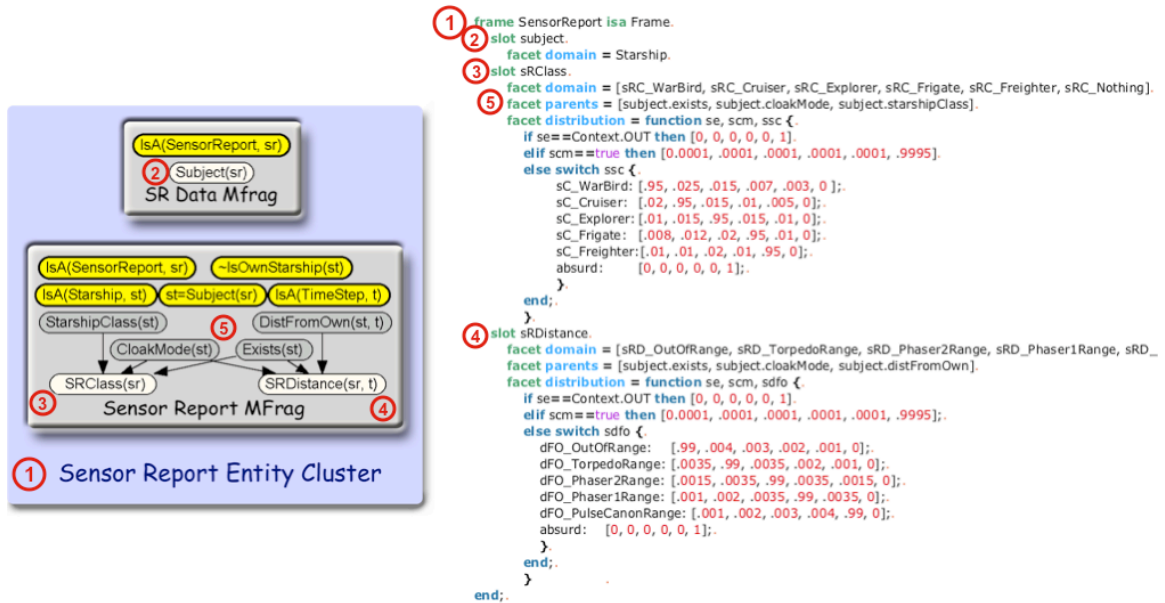 IsA(SensorReport, sr)
2 Subject(sr)
SR Data Mfrag
IsA(SensorReport, sr) ~IsOwnStarship(st)
IsA(Starship, st) st=Subject(sr) IsA(TimeStep, t)
StarshipClass(st) 5 DistFromOwn(st, t)
CloakMode(st) Exists(st)
SRClass(sr) SRDistance(sr, t)
3 Sensor Report MFrag 4
1 Sensor Report Entity Cluster
1 frame SensorReport isa Frame.
2 slot subject.
facet domain = Starship.
3 slot sRClass.
facet domain = [sRC_WarBird, sRC_Cruiser, sRC_Explorer, sRC_Frigate, sRC_Freighter, sRC_Nothing].
5 facet parents = [subject.exists, subject.cloakMode, subject.starshipClass].
facet distribution = function se, scm, ssc {.
if se==Context.OUT then [0, 0, 0, 0, 0, 1].
elif scm==true then [0.0001, .0001, .0001, .0001, .0001, .9995].
else switch ssc {.
sC_WarBird: [.95, .025, .015, .007, .003, 0 ];.
sC_Cruiser: [.02, .95, .015, .01, .005, 0];.
sC_Explorer: [.01, .015, .95, .015, .01, 0];.
sC_Frigate: [.008, .012, .02, .95, .01, 0];.
sC_Freighter:[.01, .01, .02, .01, .95, 0];.
absurd: [0, 0, 0, 0, 0, 1];.
}.
end;.
}.
4 slot sRDistance.
facet domain = [sRD_OutOfRange, sRD_TorpedoRange, sRD_Phaser2Range, sRD_Phaser1Range, sRD_
facet parents = [subject.exists, subject.cloakMode, subject.distFromOwn].
facet distribution = function se, scm, sdfo {.
if se==Context.OUT then [0, 0, 0, 0, 0, 1].
elif scm==true then [0.0001, .0001, .0001, .0001, .0001, .9995];.
else switch sdfo {.
dFO_OutOfRange: [.99, .004, .003, .002, .001, 0];.
dFO_TorpedoRange: [.0035, .99, .0035, .002, .001, 0];.
dFO_Phaser2Range: [.0015, .0035, .99, .0035, .0015, 0];.
dFO_Phaser1Range: [.001, .002, .0035, .99, .0035, 0];.
dFO_PulseCanonRange: [.001, .002, .003, .004, .99, 0];.
absurd: [0, 0, 0, 0, 0, 1];.
}.
end;.
} .
end;.